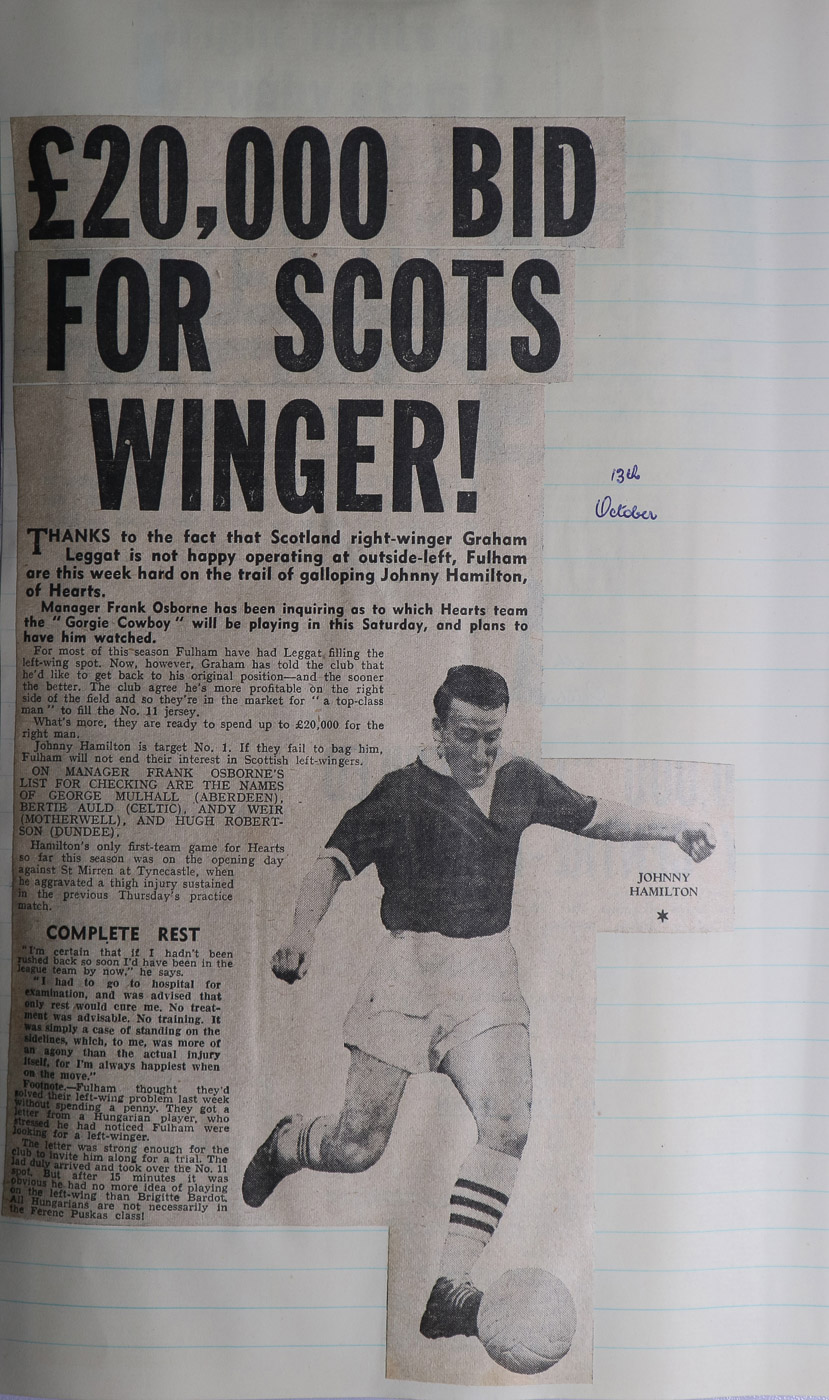 £20,000 BID
FOR SCOTS
WINGER!
13th
October
THANKS to the fact that Scotland right-winger Graham
Leggat is not happy operating at outside-left, Fulham
are this week hard on the trail of galloping Johnny Hamilton,
of Hearts.
Manager Frank Osborne has been inquiring as to which Hearts team
the "Gorgie Cowboy" will be playing in this Saturday, and plans to
have him watched.
For most of this season Fulham have had Leggat filling the
left-wing spot. Now, however, Graham has told the club that
he'd like to get back to his original position—and the sooner
the better. The club agree he's more profitable on the right
side of the field and so they're in the market for "a top-class
man" to fill the No. 11 jersey.
What's more, they are ready to spend up to £20,000 for the
right man.
Johnny Hamilton is target No. 1. If they fail to bag him,
Fulham will not end their interest in Scottish left-wingers.
ON MANAGER FRANK OSBORNE'S
LIST FOR CHECKING ARE THE NAMES
OF GEORGE MULHALL (ABERDEEN),
BERTIE AULD (CELTIC), ANDY WEIR
(MOTHERWELL), AND HUGH ROBERT-
SON (DUNDEE).
Hamilton's only first-team game for Hearts
so far this season was on the opening day
against St Mirren at Tynecastle, when
he aggravated a thigh injury sustained
in the previous Thursday's practice
match.
COMPLETE REST
"I'm certain that if I hadn't been
rushed back so soon I'd have been in the
league team by now," he says.
"I had to go to hospital for
examination, and was advised that
only rest would cure me. No treat-
ment was advisable. No training. It
was simply a case of standing on the
sidelines, which, to me, was more of
an agony than the actual injury
itself, for I'm always happiest when
on the move."
Footnote.—Fulham thought they'd
solved their left-wing problem last week
without spending a penny. They got a
letter from a Hungarian player, who
stressed he had noticed Fulham were
looking for a left-winger.
The letter was strong enough for the
club to invite him along for a trial. The
lad duly arrived and took over the No. 11
spot. But after 15 minutes it was
obvious he had no more idea of playing
on the left-wing than Brigitte Bardot.
All Hungarians are not necessarily in
the Ferenc Puskas class!
JOHNNY
HAMILTON